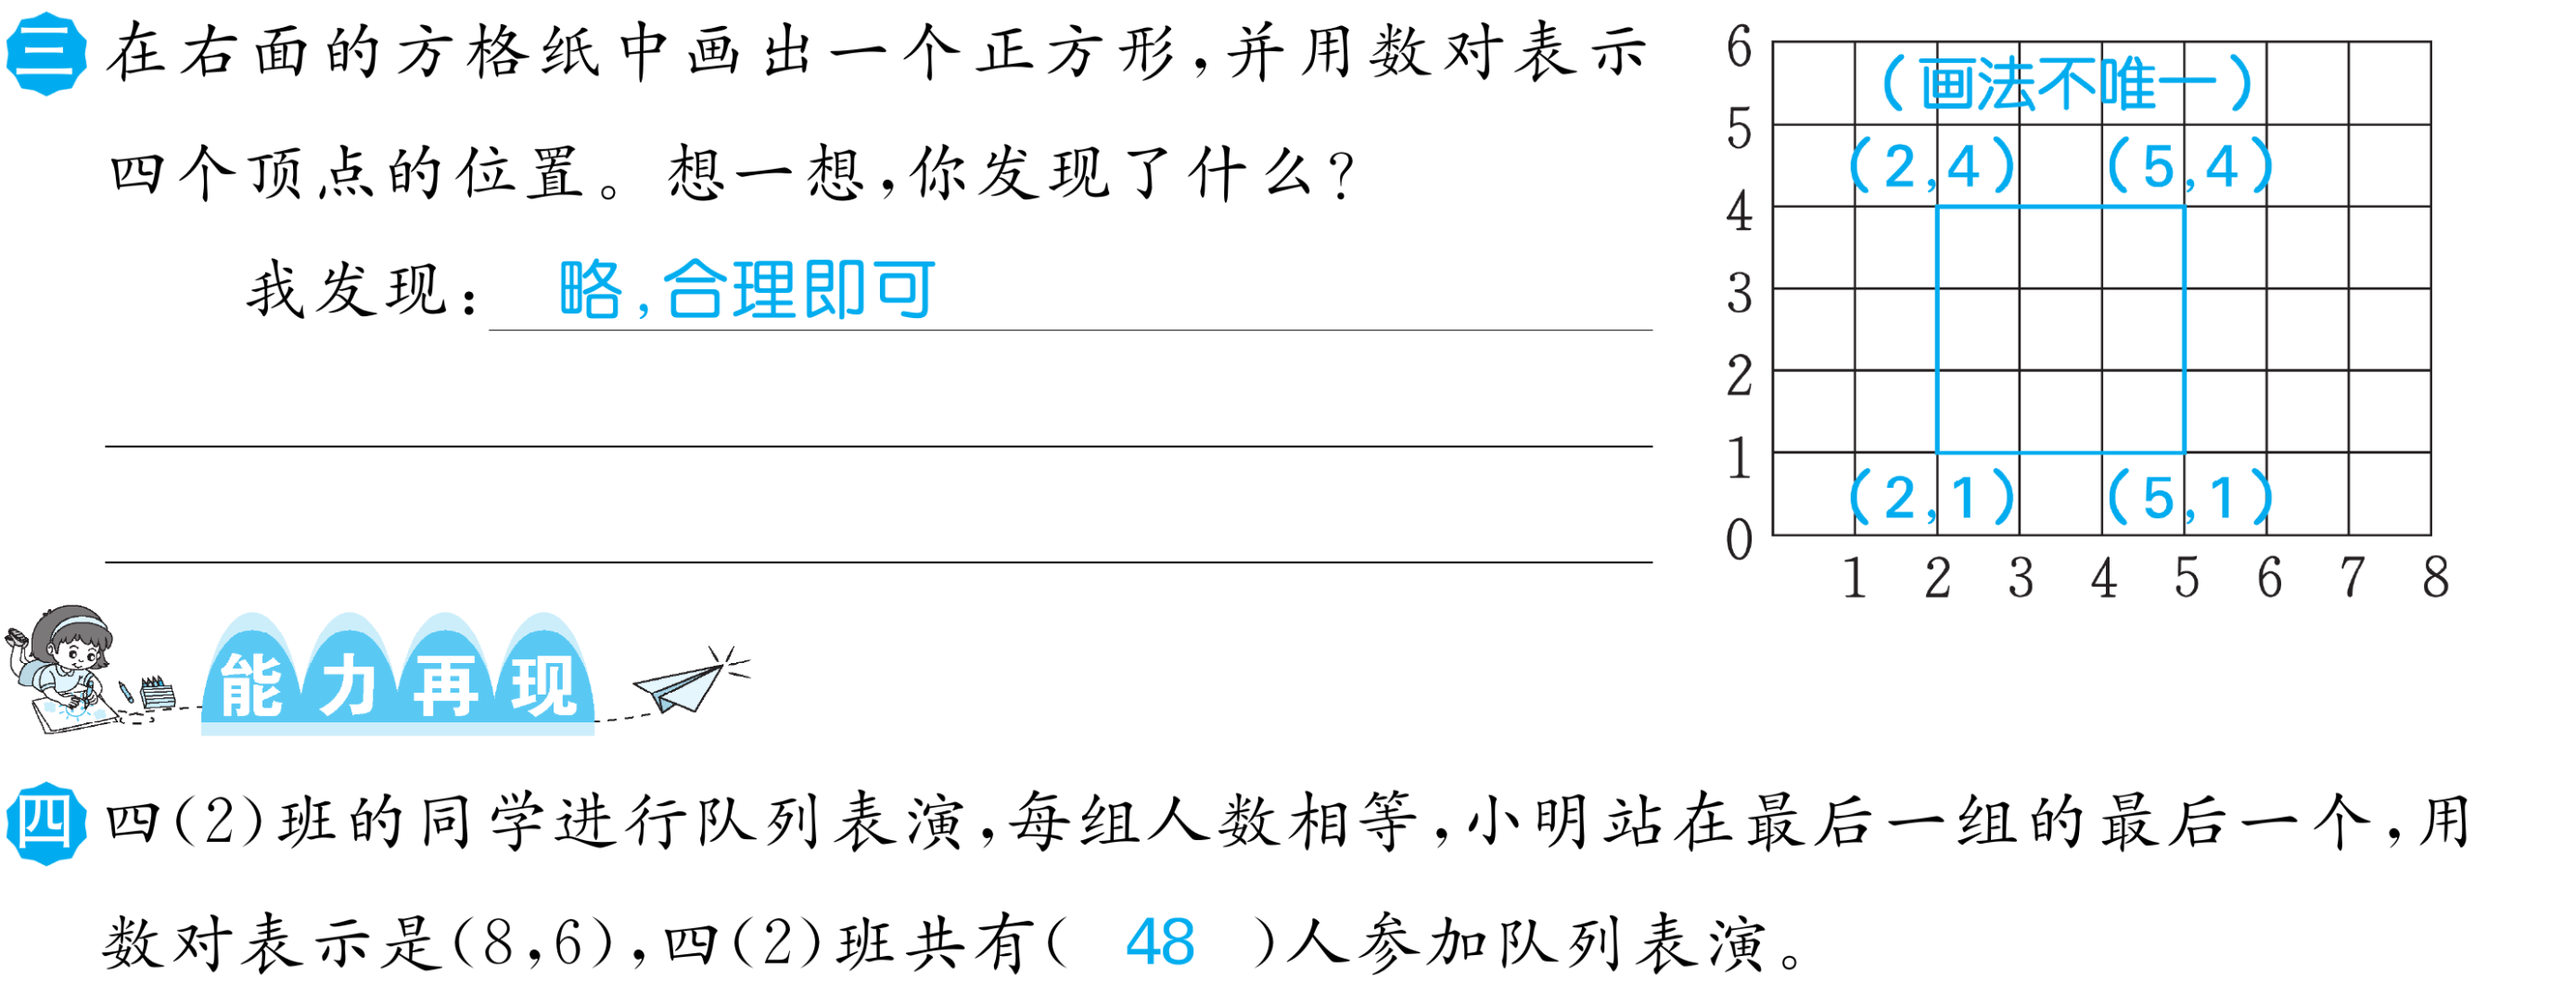 三 在右面的方格纸中画出一个正方形,并用数对表示
四个顶点的位置。想一想,你发现了什么?
我发现: 略,合理即可
6
(画法不唯一)
5
(2,4) (5,4)
4
3
2
1
(2,1) (5,1)
0
1 2 3 4 5 6 7 8
能力再现
四 四(2)班的同学进行队列表演,每组人数相等,小明站在最后一组的最后一个,用
数对表示是(8,6),四(2)班共有( 48 )人参加队列表演。